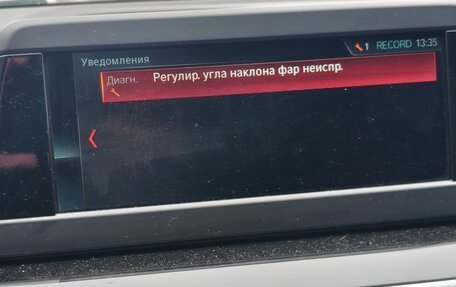 1 RECORD 13:35
Уведомления
Диагн. Регулир. угла наклона фар неиспр.